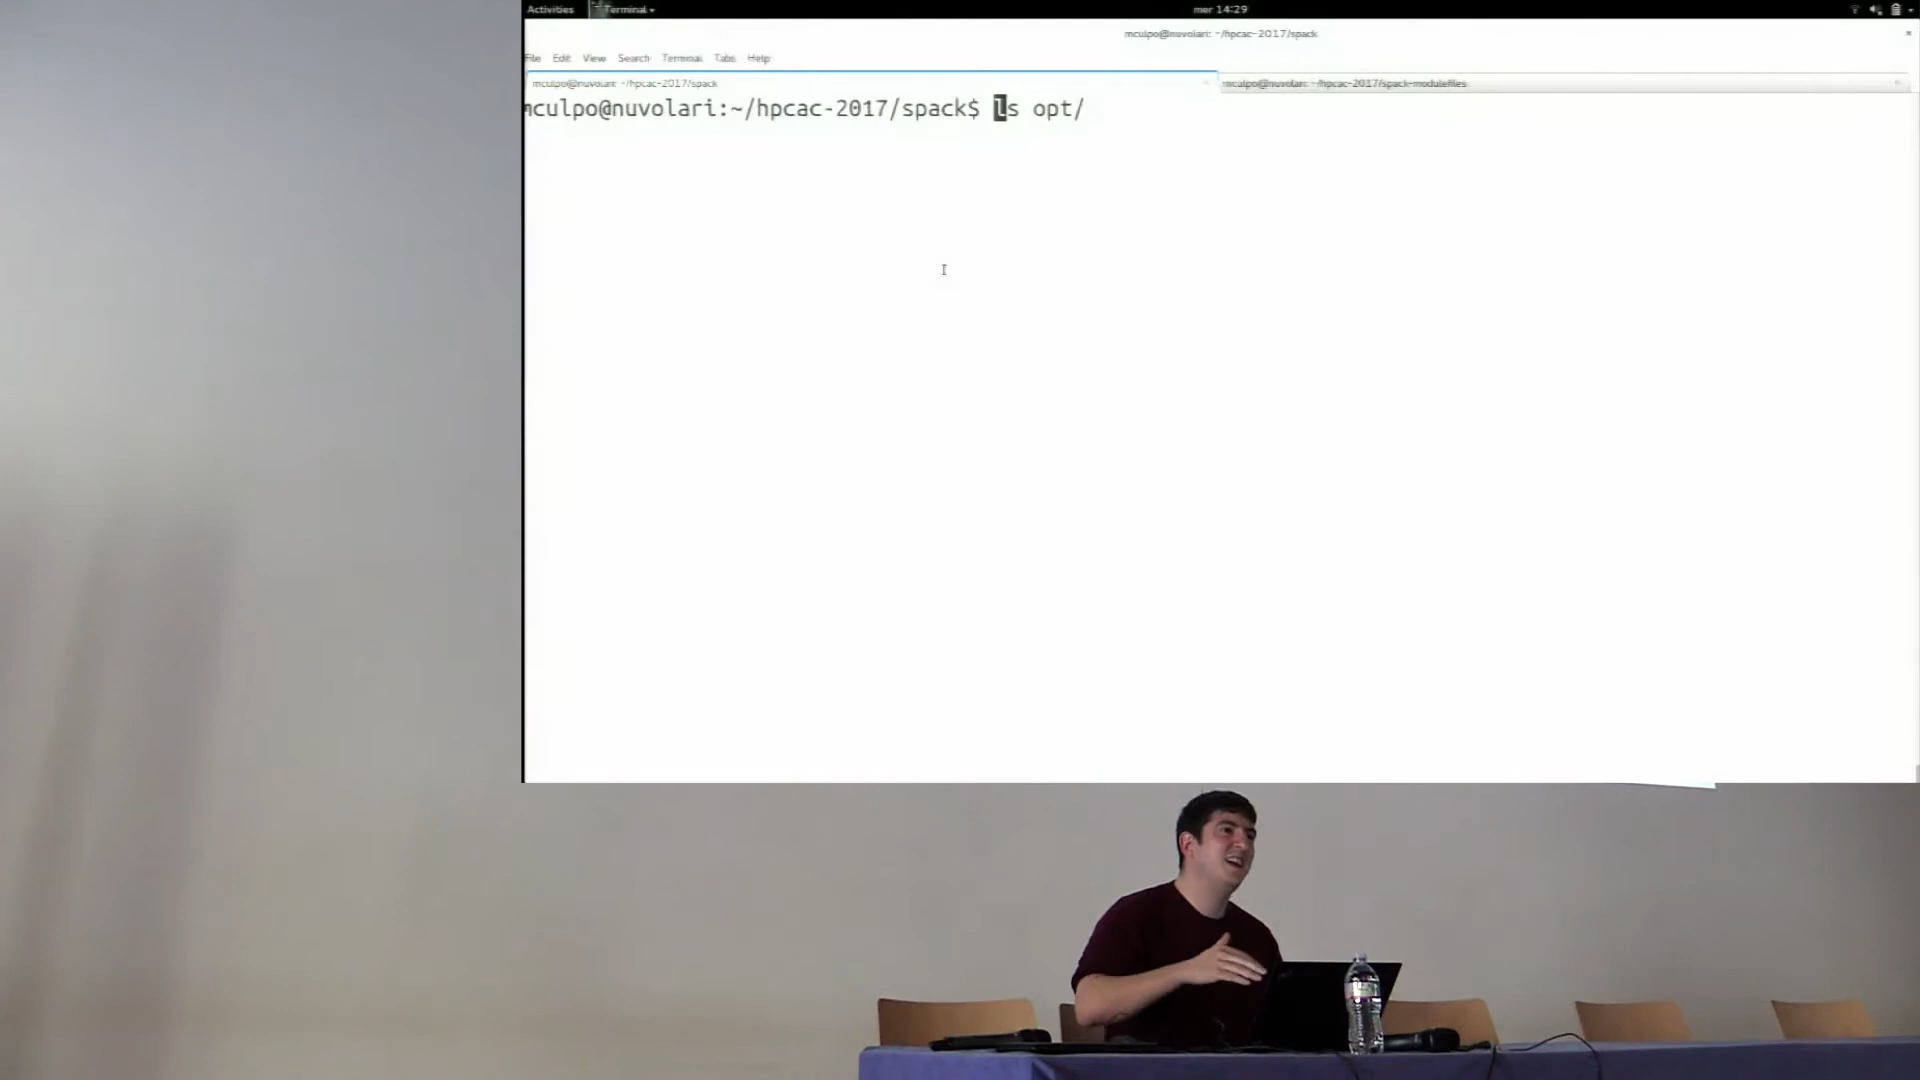 Activities
Terminal
mer 14:29
mculpo@nuvolari: ~/hpcac-2017/spack
File Edit View Search Terminal Tabs Help
mculpo@nuvolari: ~/hpcac-2017/spack
mculpo@nuvolari: ~/hpcac-2017/spack-modulefiles
mculpo@nuvolari:~/hpcac-2017/spack$ ls opt/